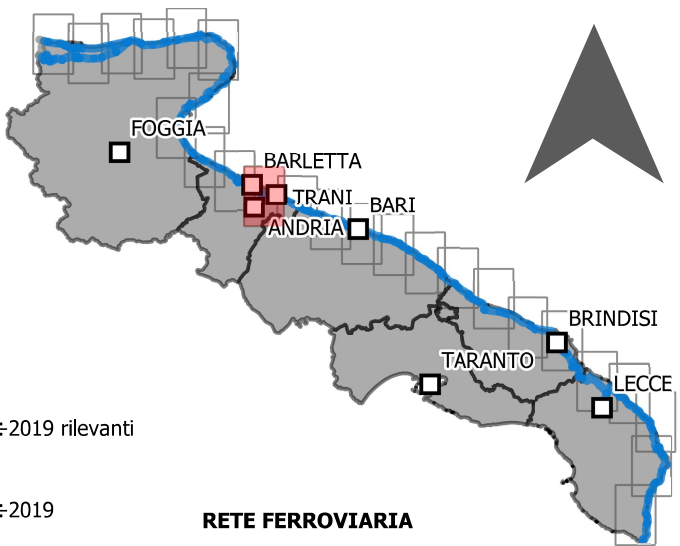 FOGGIA
BARLETTA
TRANI
BARI
ANDRIA
BRINDISI
TARANTO
LECCE
÷2019 rilevanti
÷2019
RETE FERROVIARIA